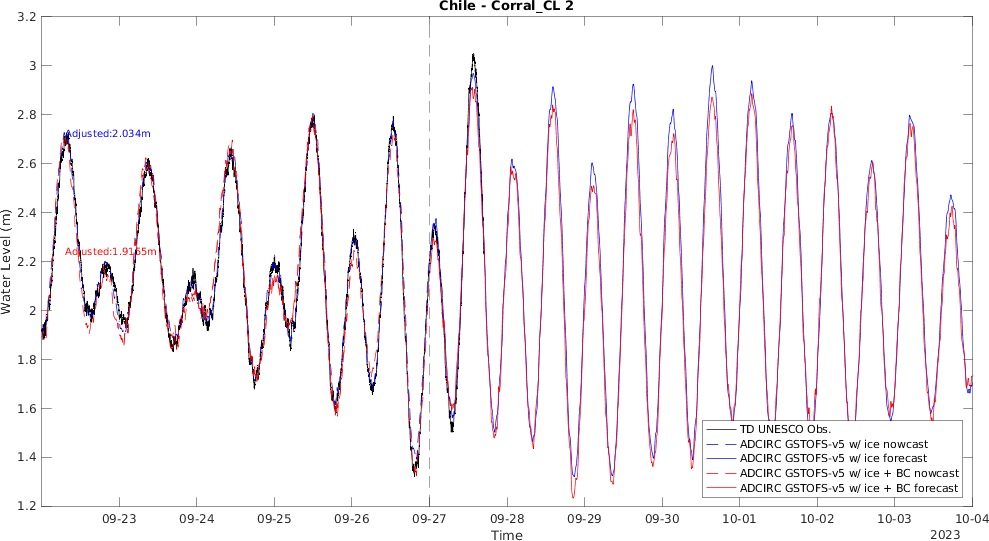 Chile - Corral_CL 2
3.2
3
2.8
2.6
2.4
2.2
2
1.8
1.6
1.4
1.2
Water Level (m)
Adjusted:2.034m
Adjusted:1.9165m
TD UNESCO Obs.
ADCIRC GSTOFS-v5 w/ ice nowcast
ADCIRC GSTOFS-v5 w/ ice forecast
ADCIRC GSTOFS-v5 w/ ice + BC nowcast
ADCIRC GSTOFS-v5 w/ ice + BC forecast
09-23 09-24 09-25 09-26 09-27 09-28 09-29 09-30 10-01 10-02 10-03 10-04
Time
2023